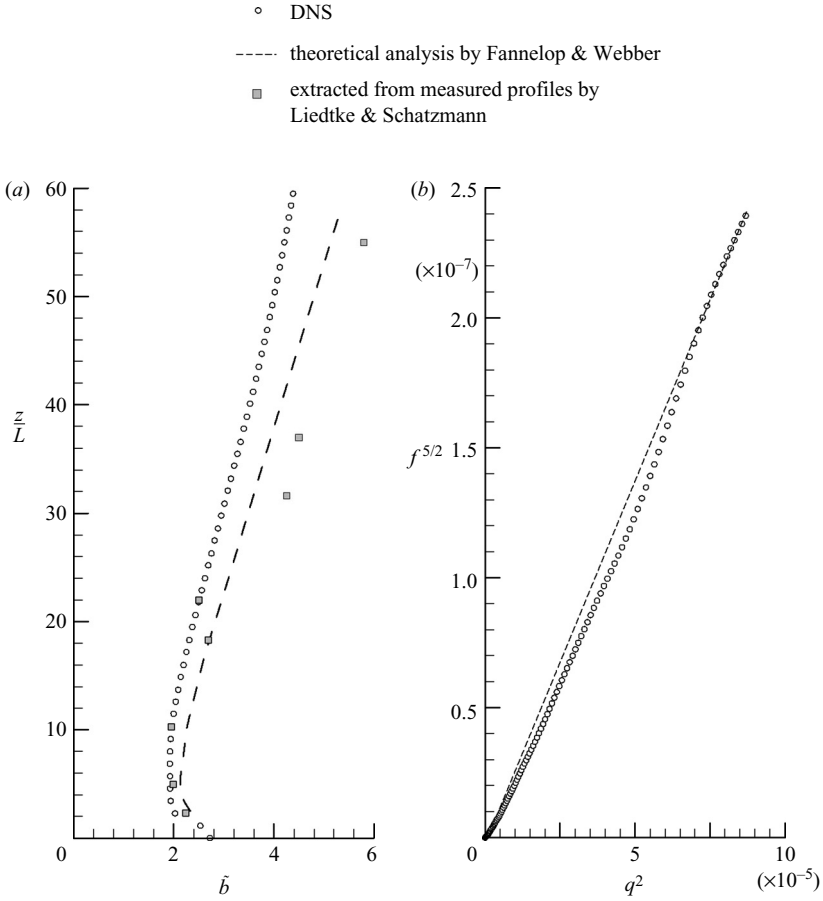 DNS
theoretical analysis by Fannelop & Webber
extracted from measured profiles by
Liedtke & Schatzmann
(a)
60
50
40
z
L
30
20
10
0
2
4
6
b̃
(b)
2.5
(×10⁻⁷)
2.0
f⁵/²
1.5
1.0
0.5
0
5
10
q²
(×10⁻⁵)